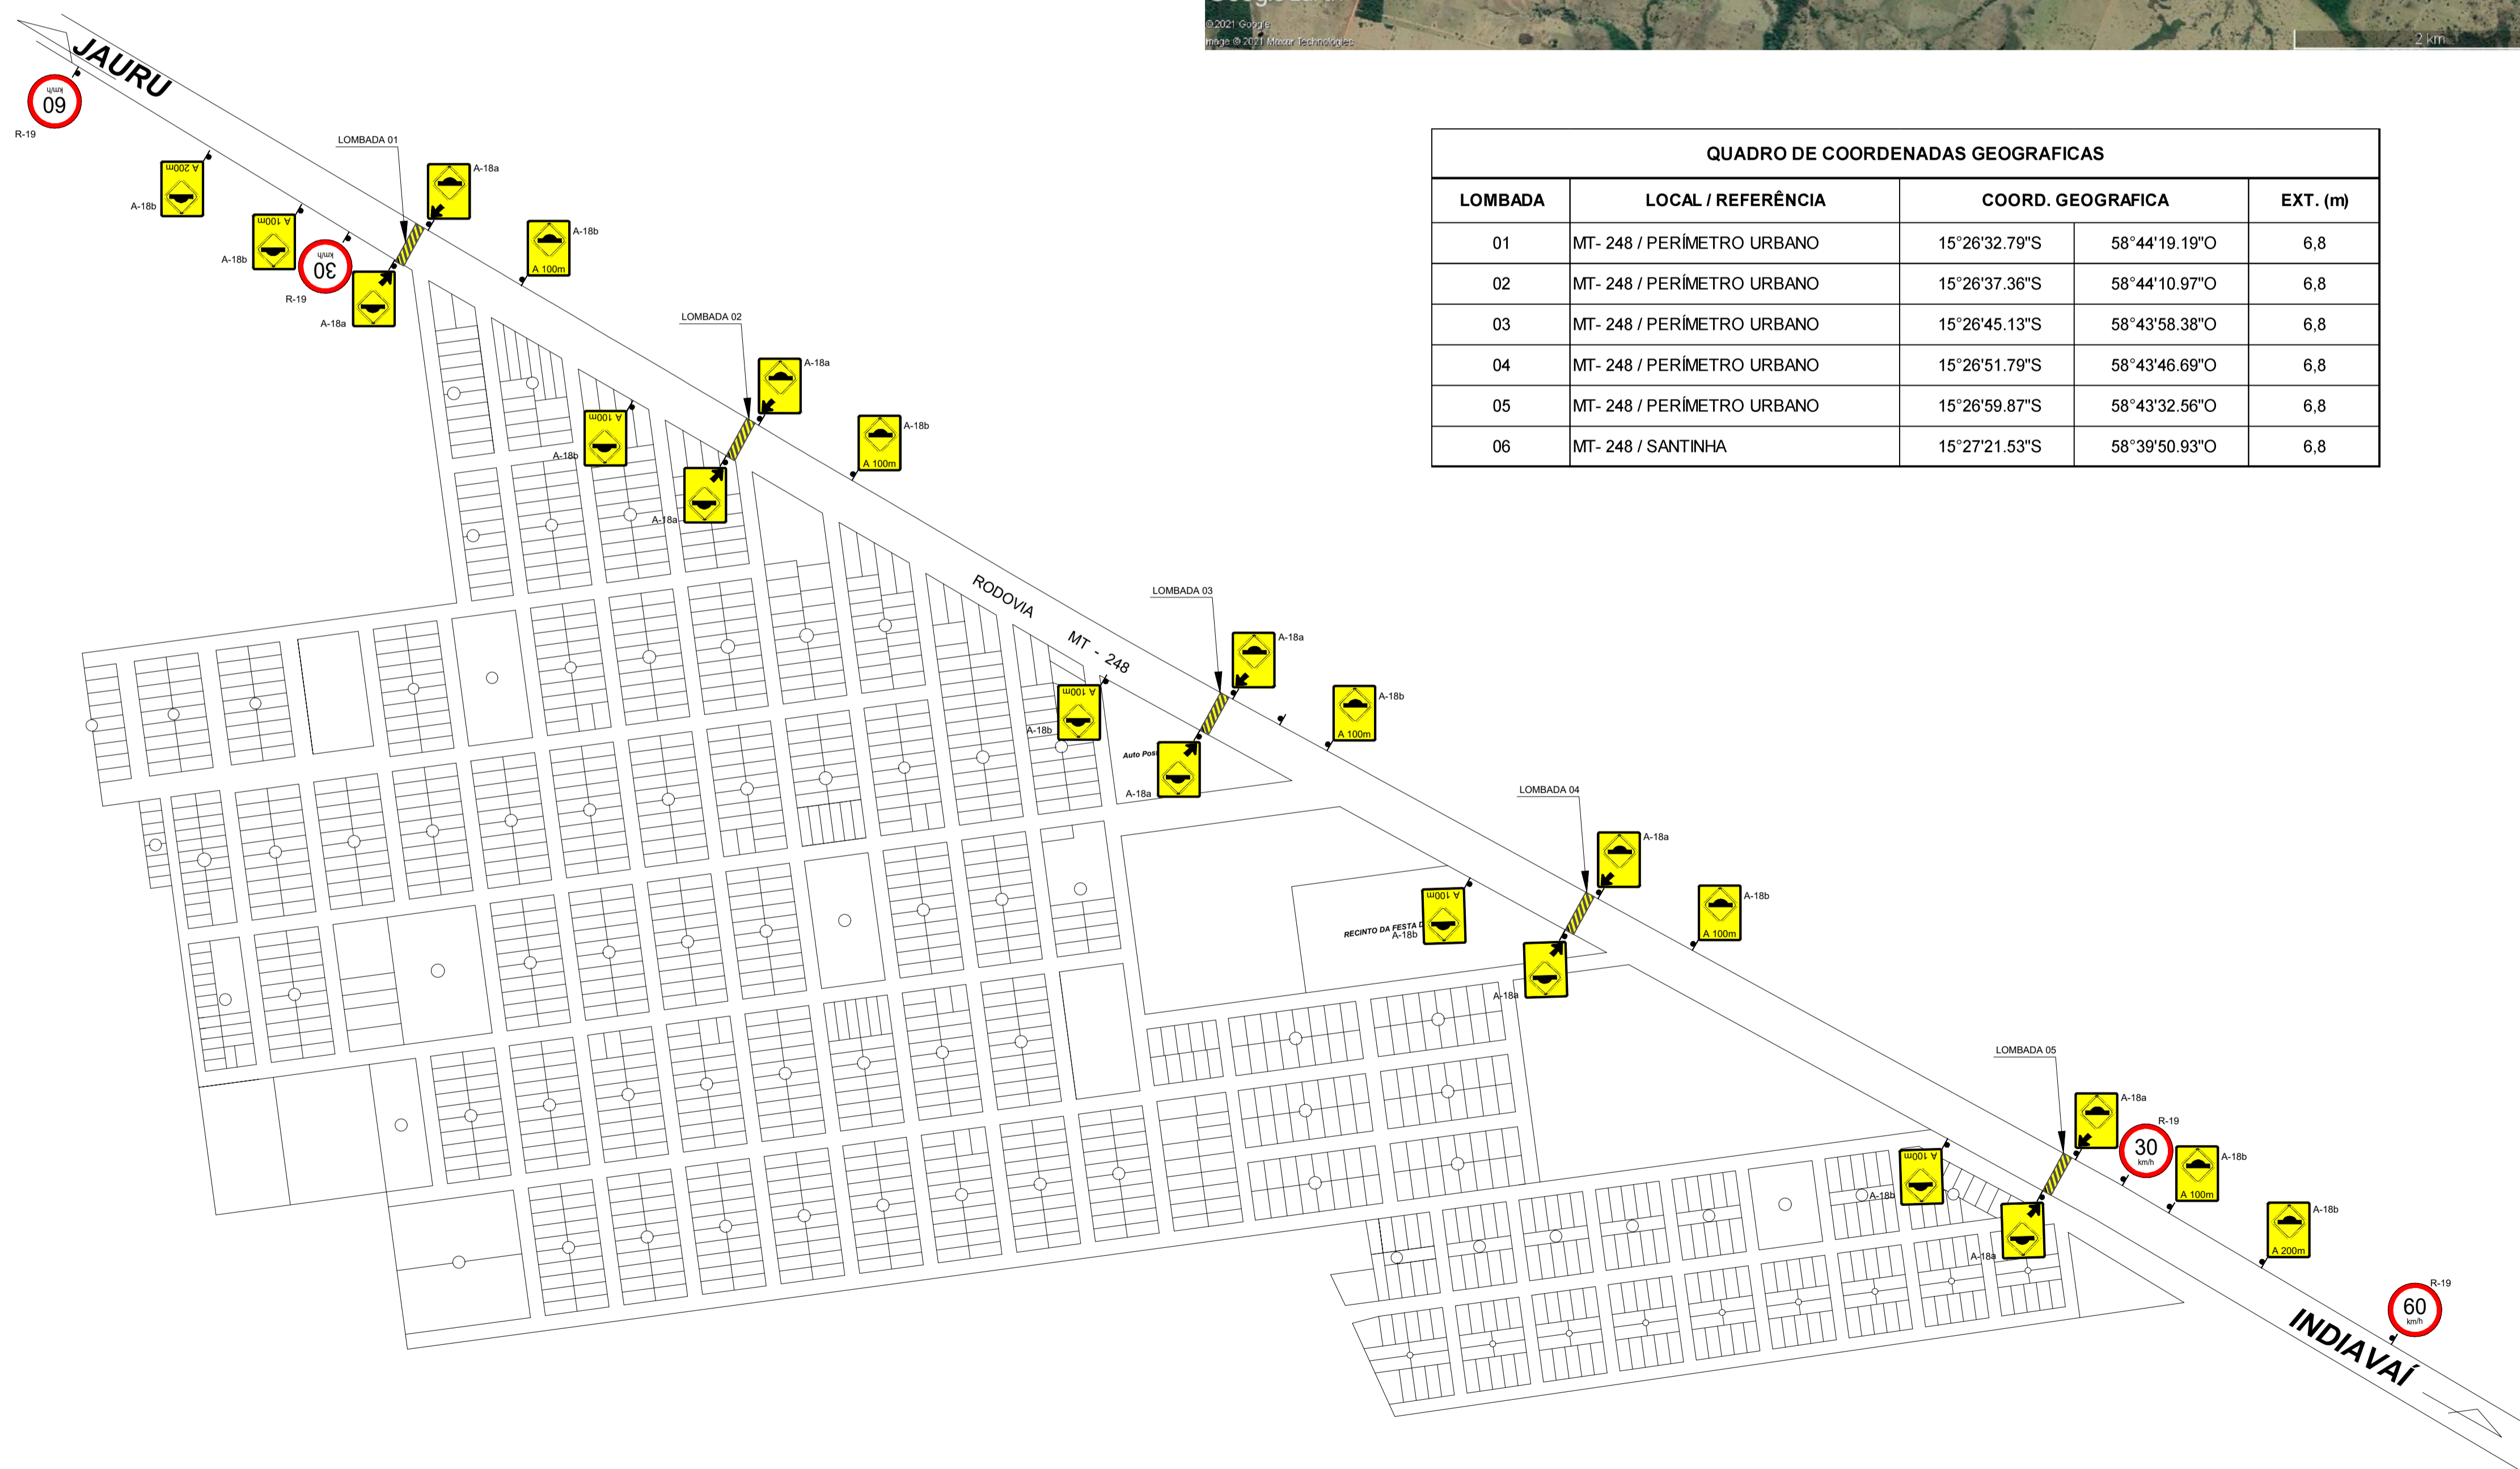 ©2021 Google
Image © 2021 Maxar Technologies
2 km
JAURU
60
km/h
R-19
A 200m
A-18b
A 100m
A-18b
30
km/h
R-19
A-18a
LOMBADA 01
A-18a
A-18b
A 100m
QUADRO DE COORDENADAS GEOGRAFICAS
LOMBADA LOCAL / REFERÊNCIA COORD. GEOGRAFICA EXT. (m)
01 MT- 248 / PERÍMETRO URBANO 15°26'32.79"S 58°44'19.19"O 6,8
02 MT- 248 / PERÍMETRO URBANO 15°26'37.36"S 58°44'10.97"O 6,8
03 MT- 248 / PERÍMETRO URBANO 15°26'45.13"S 58°43'58.38"O 6,8
04 MT- 248 / PERÍMETRO URBANO 15°26'51.79"S 58°43'46.69"O 6,8
05 MT- 248 / PERÍMETRO URBANO 15°26'59.87"S 58°43'32.56"O 6,8
06 MT- 248 / SANTINHA 15°27'21.53"S 58°39'50.93"O 6,8
LOMBADA 02
A-18a
A-18b
A 100m
A 100m
A-18b
A-18a
RODOVIA MT - 248
LOMBADA 03
A-18a
A-18b
A 100m
A 100m
A-18b
Auto Pos
A-18a
LOMBADA 04
A-18a
A-18b
A 100m
A 100m
RECINTO DA FESTA D
A-18b
A-18a
LOMBADA 05
A-18a
R-19
30
km/h
A-18b
A 100m
A 100m
A-18b
A-18a
A-18b
A 200m
R-19
60
km/h
INDIAVAÍ